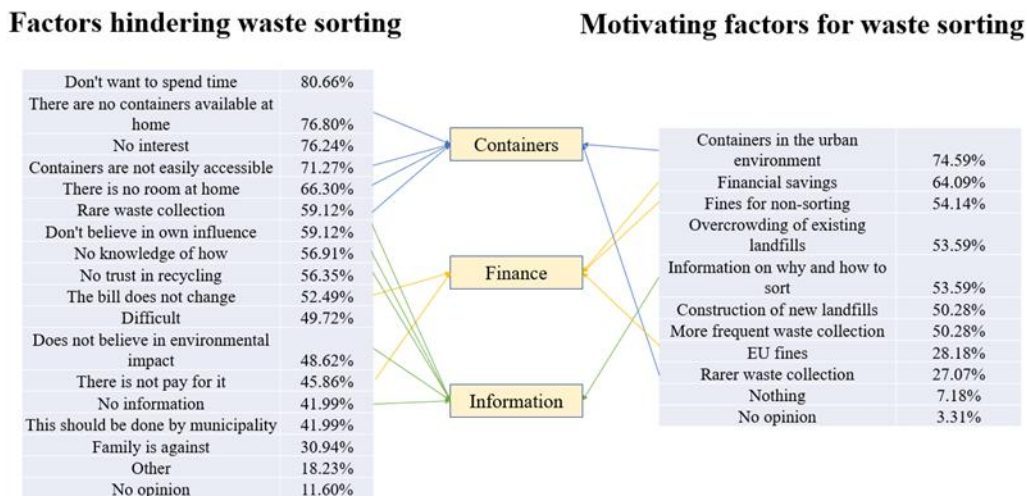 Factors hindering waste sorting
Motivating factors for waste sorting
Don't want to spend time 80.66%
There are no containers available at
home 76.80%
No interest 76.24%
Containers are not easily accessible 71.27%
There is no room at home 66.30%
Rare waste collection 59.12%
Don't believe in own influence 59.12%
No knowledge of how 56.91%
No trust in recycling 56.35%
The bill does not change 52.49%
Difficult 49.72%
Does not believe in environmental
impact 48.62%
There is not pay for it 45.86%
No information 41.99%
This should be done by municipality 41.99%
Family is against 30.94%
Other 18.23%
No opinion 11.60%
Containers
Finance
Information
Containers in the urban
environment 74.59%
Financial savings 64.09%
Fines for non-sorting 54.14%
Overcrowding of existing
landfills 53.59%
Information on why and how to
sort 53.59%
Construction of new landfills 50.28%
More frequent waste collection 50.28%
EU fines 28.18%
Rarer waste collection 27.07%
Nothing 7.18%
No opinion 3.31%